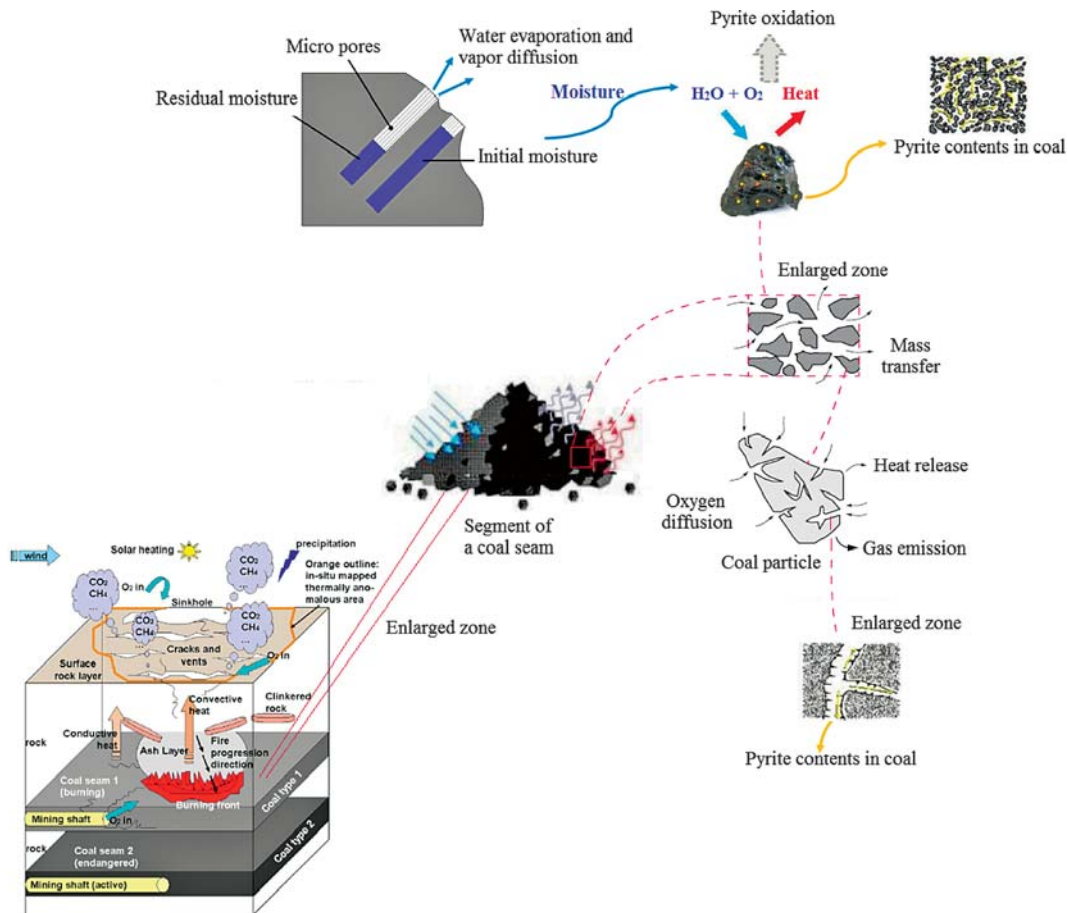 Pyrite oxidation
Water evaporation and
vapor diffusion
Micro pores
Residual moisture
Initial moisture
Moisture
H2O + O2
Heat
Pyrite contents in coal
Enlarged zone
Mass
transfer
Heat release
Oxygen
diffusion
Gas emission
Coal particle
Enlarged zone
Pyrite contents in coal
Segment of
a coal seam
Enlarged zone
wind
Solar heating
precipitation
Orange outline:
in-situ mapped
thermally ano-
malous area
CO2
CH4
...
O2 in
CO2
CH4
...
Sinkhole
CO2
CH4
...
CO2
CH4
...
Cracks and
vents
O2 in
Surface
rock layer
Convective
heat
Clinkered
rock
rock
Conductive
heat
Ash Layer
Fire
progression
direction
Coal seam 1
(burning)
Burning front
Coal type 1
Mining shaft
O2 in
rock
Coal seam 2
(endangered)
Coal type 2
Mining shaft (active)